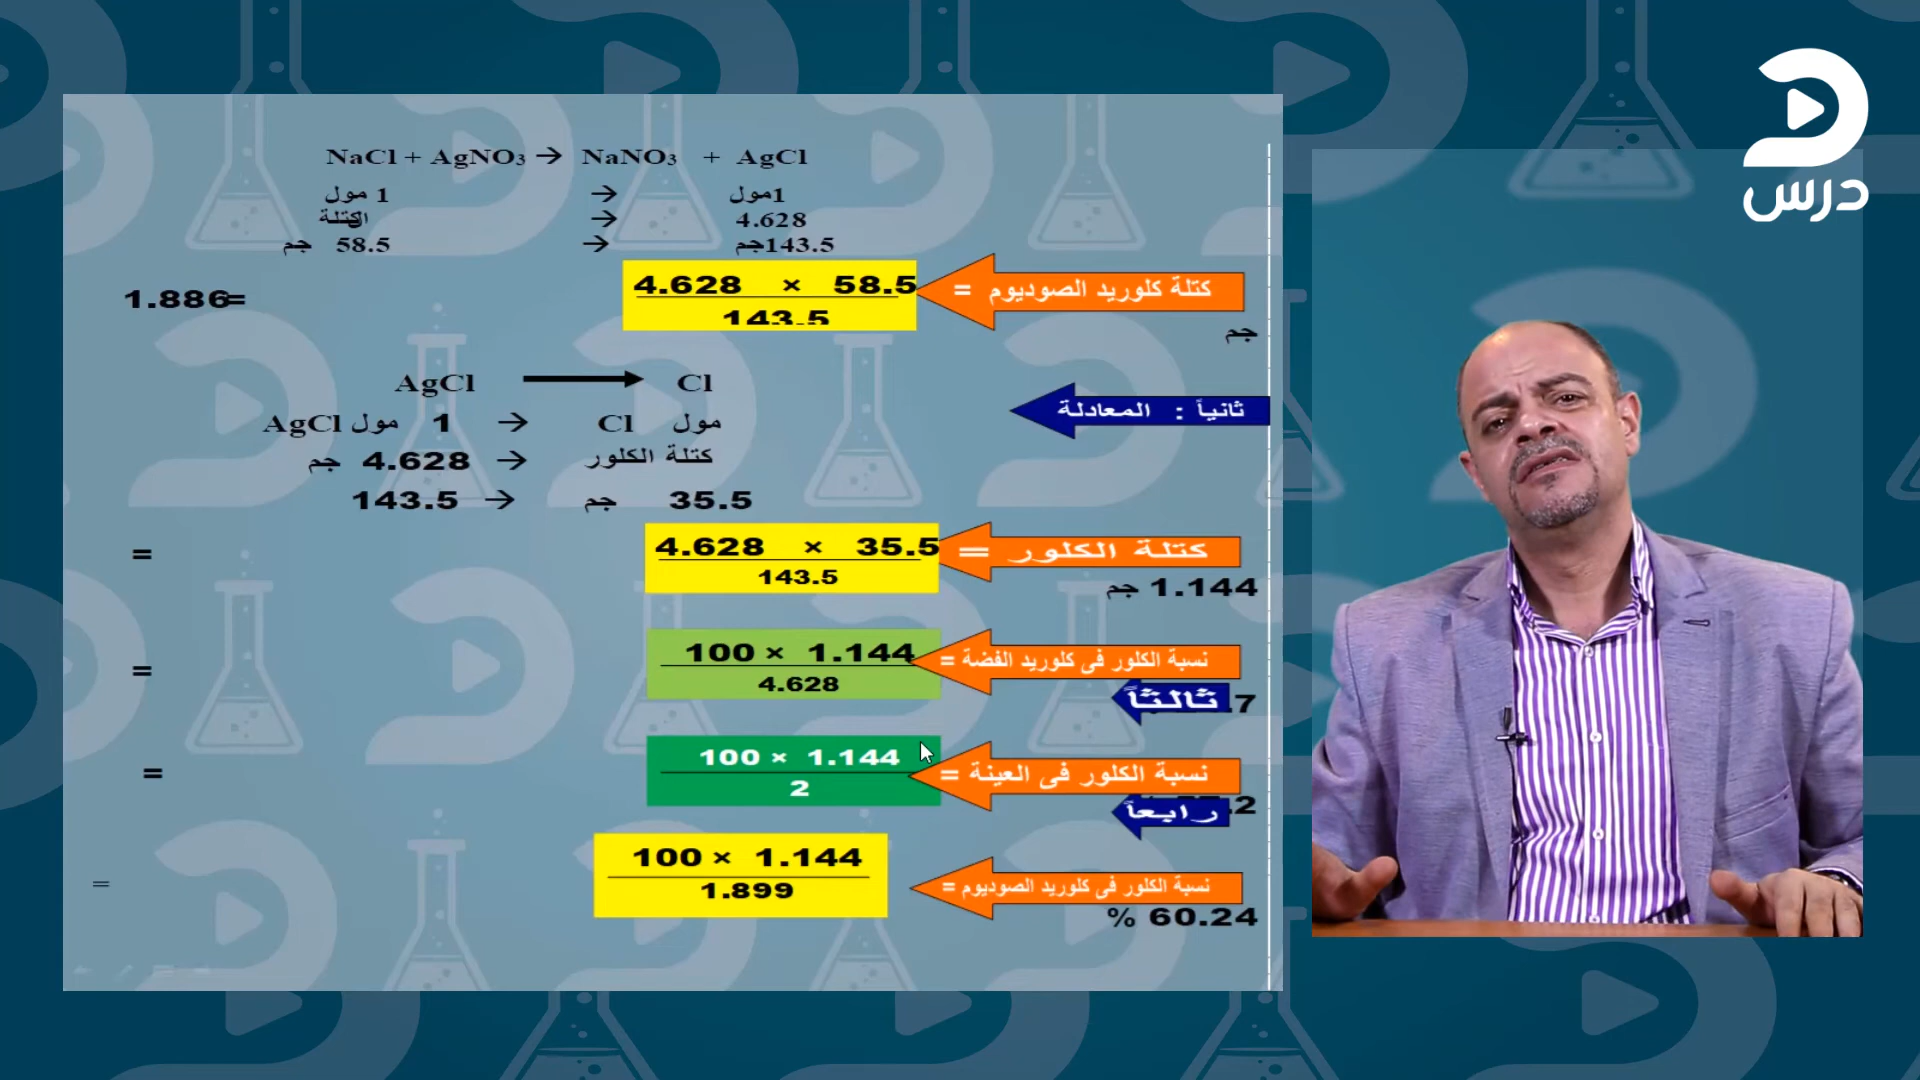 درس
NaCl + AgNO3 → NaNO3 + AgCl
1 مول → 1مول
الكتلة → 4.628
58.5 جم → 143.5جم
كتلة كلوريد الصوديوم = 4.628 × 58.5
143.5
=1.886
جم
ثانياً : المعادلة
AgCl → Cl
1 مول AgCl → Cl مول
4.628 جم → كتلة الكلور
143.5 → 35.5 جم
كتلة الكلور = 4.628 × 35.5
143.5
=
1.144 جم
نسبة الكلور فى كلوريد الفضة = 100 × 1.144
4.628
=
ثالثاً
7
نسبة الكلور فى العينة = 100 × 1.144
2
=
رابعاً
.2
نسبة الكلور فى كلوريد الصوديوم = 100 × 1.144
1.899
=
60.24 %